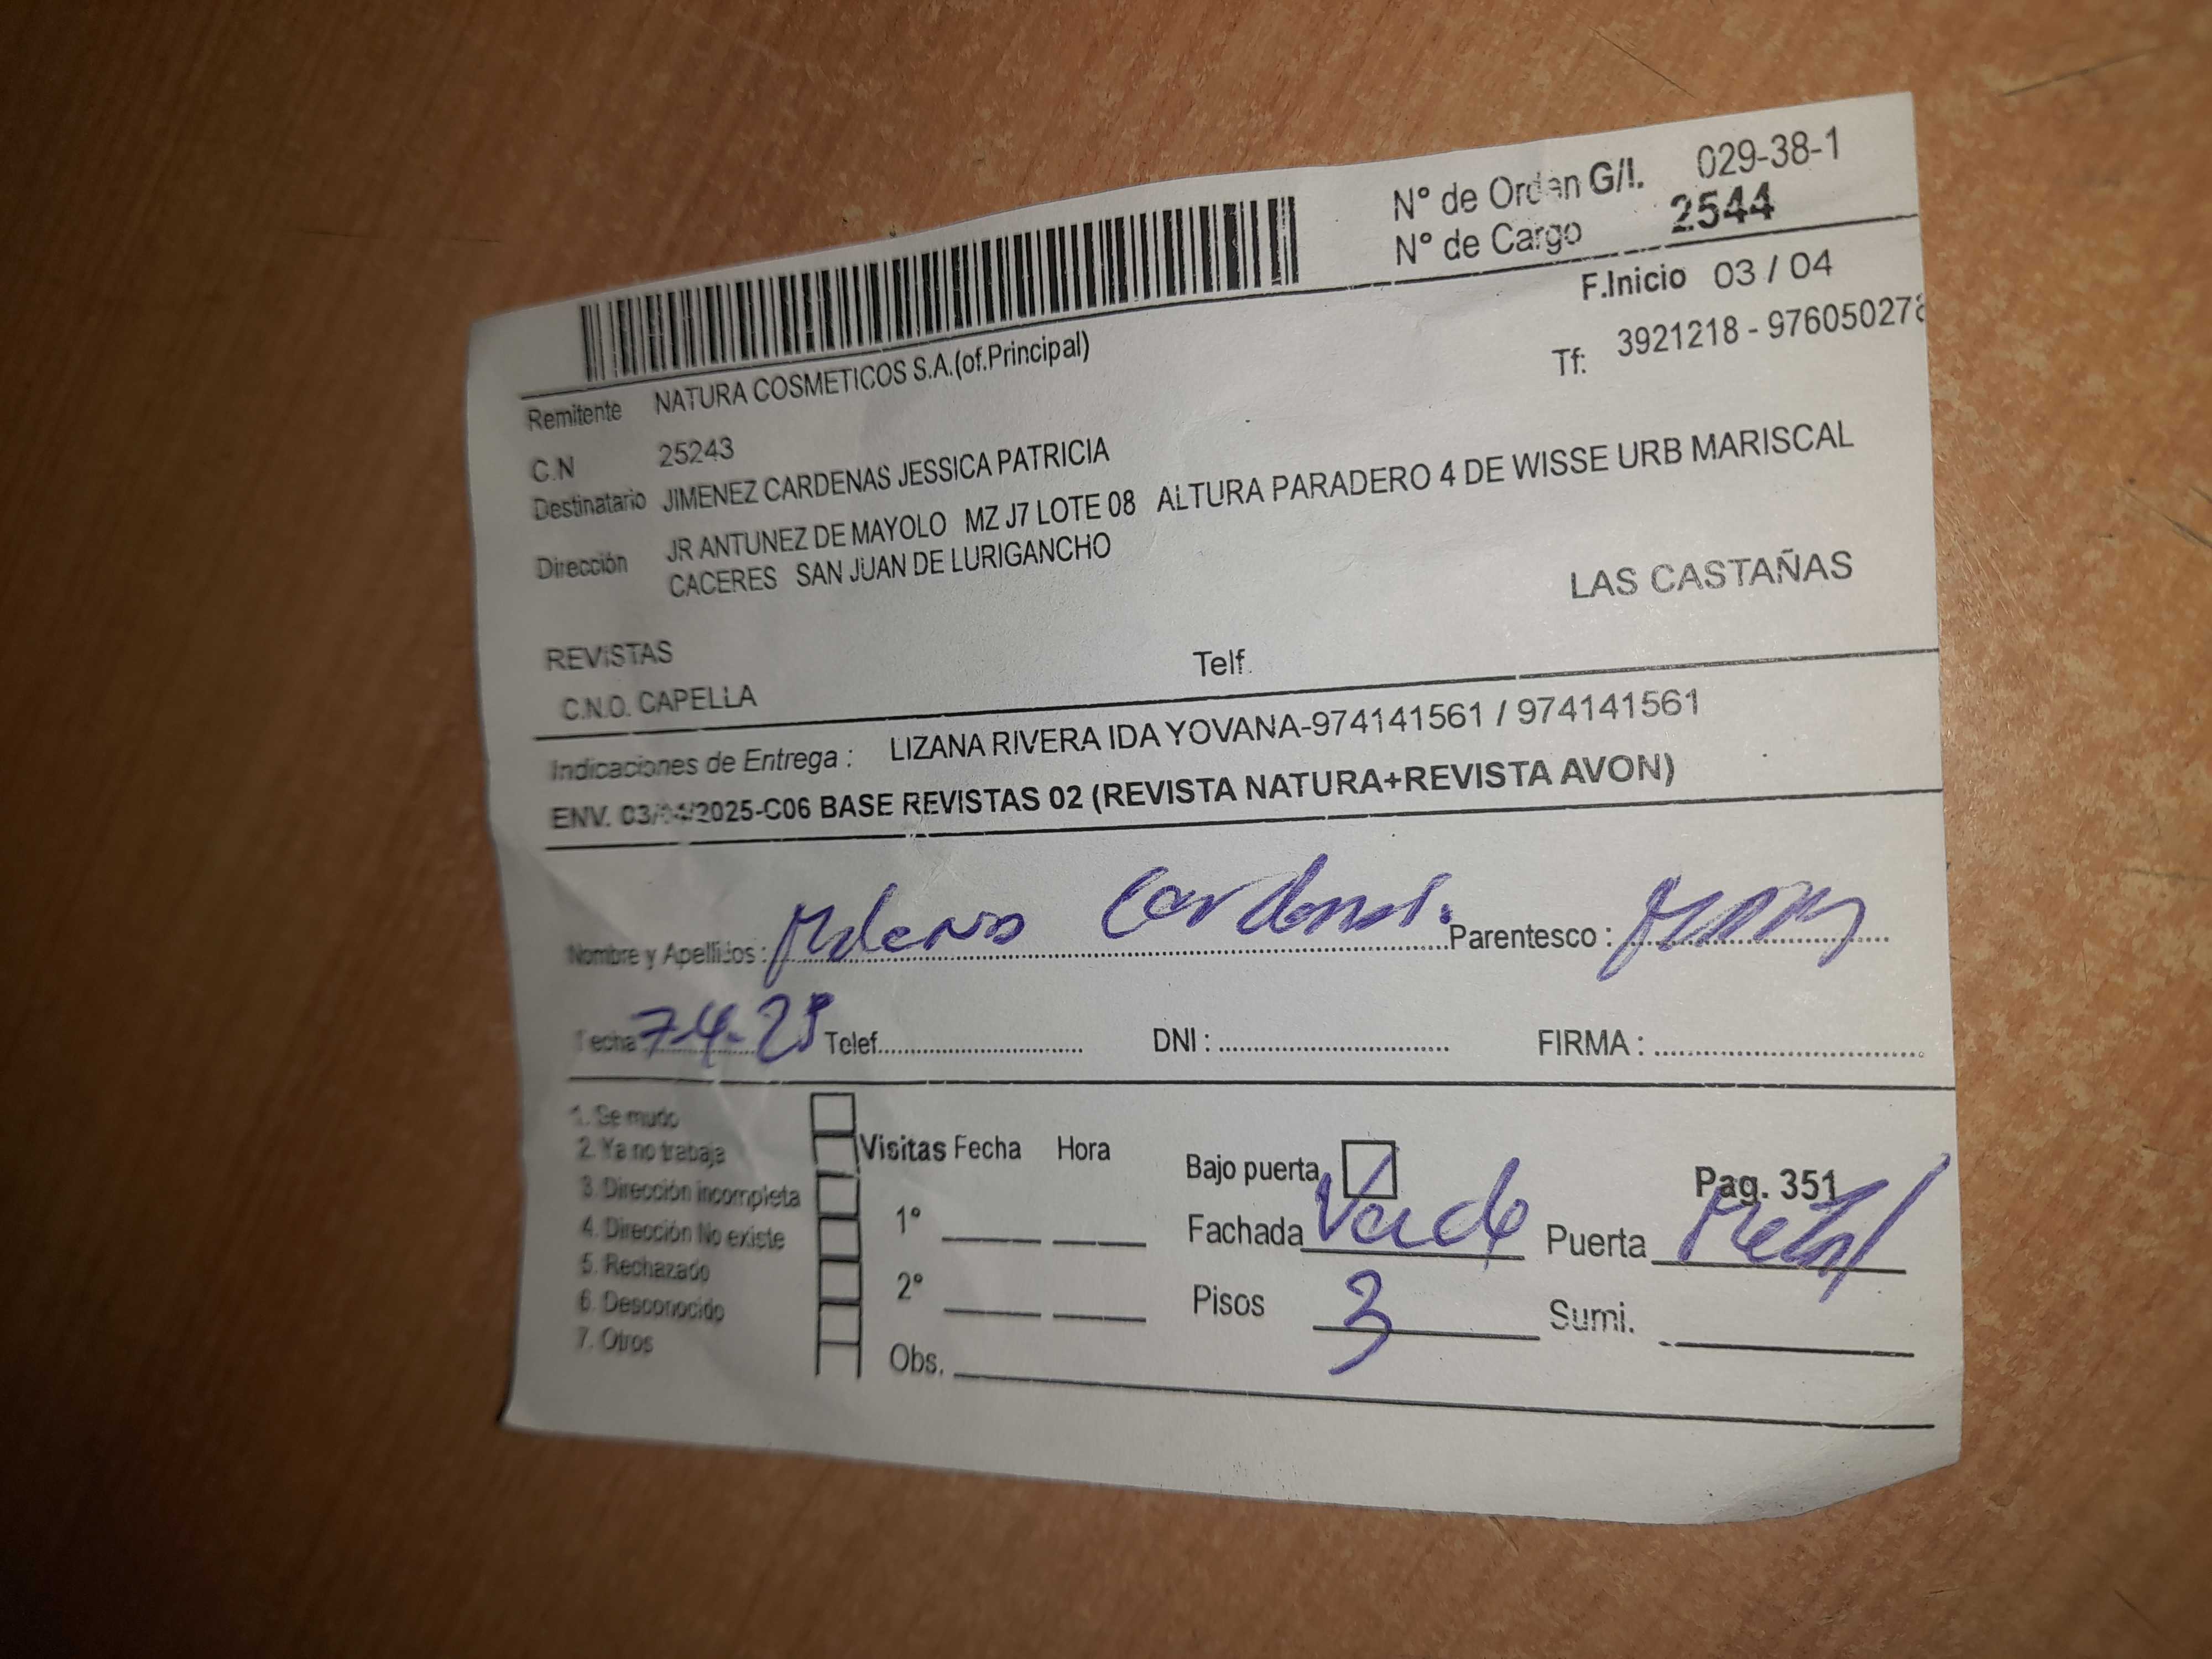 N° de Orden G/I. 029-38-1
N° de Cargo 2544
F.Inicio 03 / 04
Remitente NATURA COSMETICOS S.A.(of.Principal) Tf: 3921218 - 97605027
C.N 25243
Destinatario JIMENEZ CARDENAS JESSICA PATRICIA
Dirección JR ANTUNEZ DE MAYOLO MZ J7 LOTE 08 ALTURA PARADERO 4 DE WISSE URB MARISCAL
CACERES SAN JUAN DE LURIGANCHO
LAS CASTAÑAS
REVISTAS
C.N.O. CAPELLA Telf.
Indicaciones de Entrega : LIZANA RIVERA IDA YOVANA-974141561 / 974141561
ENV. 03/04/2025-C06 BASE REVISTAS 02 (REVISTA NATURA+REVISTA AVON)
Nombre y Apellidos : Cardenas. Parentesco :
Fecha 7-4-25 Telef. DNI : FIRMA :
1. Se mudo
2. Ya no trabaja
3. Dirección incompleta
4. Dirección No existe
5. Rechazado
6. Desconocido
7. Otros
Visitas Fecha Hora
1°
2°
Obs.
Bajo puerta Pag. 351
Fachada Verde Puerta Metal
Pisos 3 Sumi.